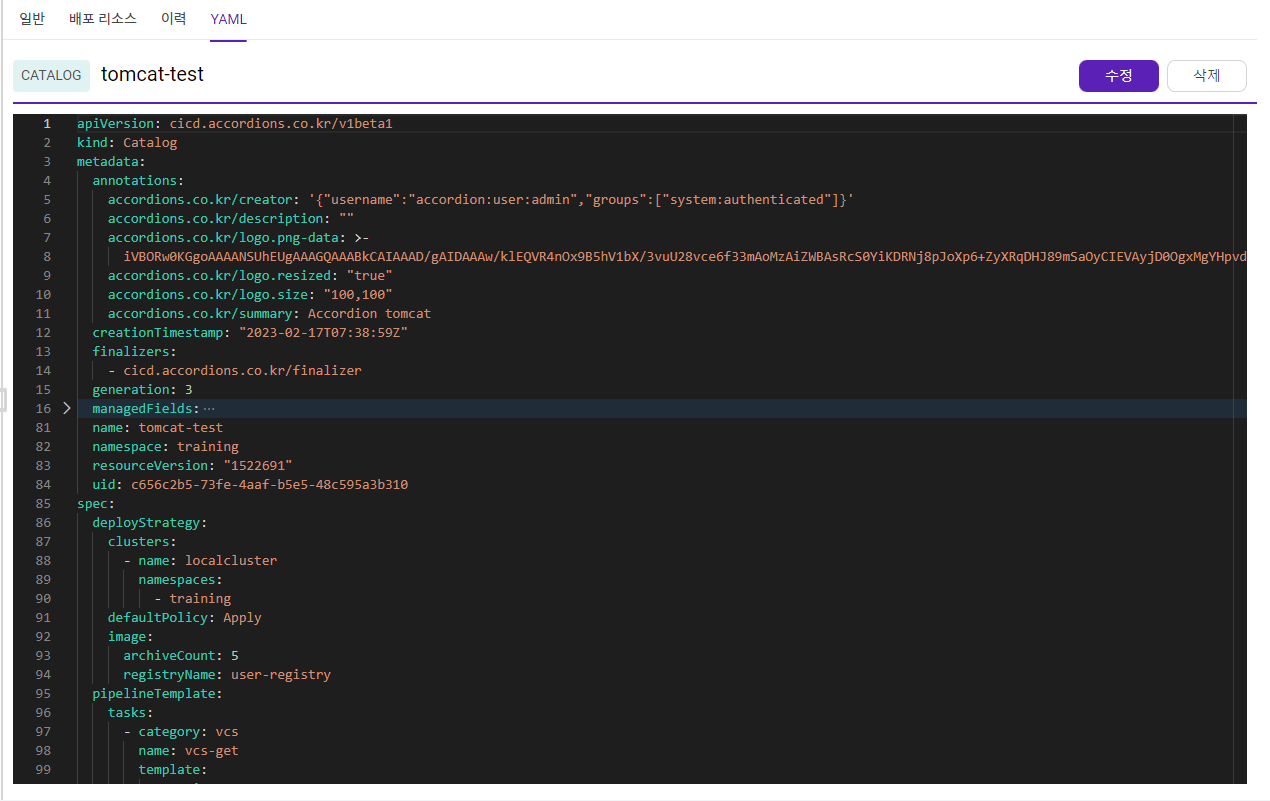 일반 배포 리소스 이력 YAML
CATALOG tomcat-test 수정 삭제
1 apiVersion: cicd.accordions.co.kr/v1beta1
2 kind: Catalog
3 metadata:
4 annotations:
5 accordions.co.kr/creator: '{"username":"accordion:user:admin","groups":["system:authenticated"]}'
6 accordions.co.kr/description: ""
7 accordions.co.kr/logo.png-data: >-
8 iVBORw0KGgoAAAANSUhEUgAAAGQAAABkCAIAAAD/gAIDAAAw/klEQVR4nOx9B5hV1bX/3vuU28vce6f33mAoMzAiZWBAsRcS0YiKDRNj8pJoXp6+ZyXRqDHJ89mSaOyCIEVAyjD0OgxMgYHpvd
9 accordions.co.kr/logo.resized: "true"
10 accordions.co.kr/logo.size: "100,100"
11 accordions.co.kr/summary: Accordion tomcat
12 creationTimestamp: "2023-02-17T07:38:59Z"
13 finalizers:
14 - cicd.accordions.co.kr/finalizer
15 generation: 3
16 managedFields: ···
81 name: tomcat-test
82 namespace: training
83 resourceVersion: "1522691"
84 uid: c656c2b5-73fe-4aaf-b5e5-48c595a3b310
85 spec:
86 deployStrategy:
87 clusters:
88 - name: localcluster
89 namespaces:
90 - training
91 defaultPolicy: Apply
92 image:
93 archiveCount: 5
94 registryName: user-registry
95 pipelineTemplate:
96 tasks:
97 - category: vcs
98 name: vcs-get
99 template: